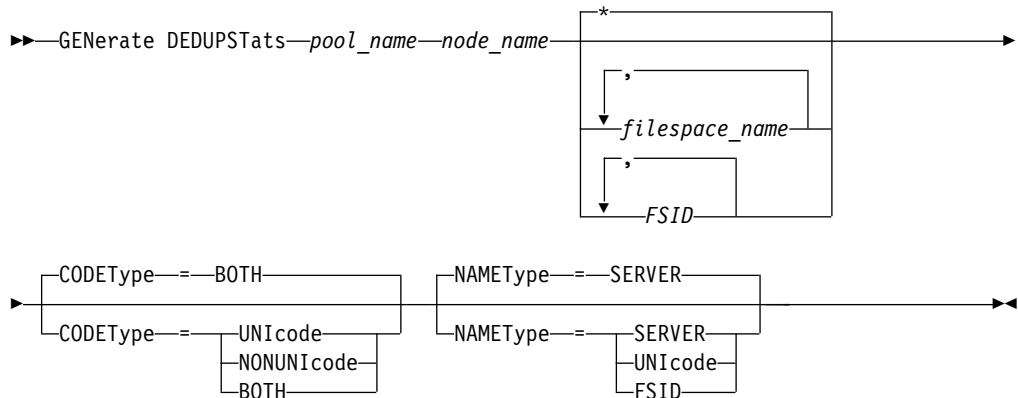 *
GENerate DEDUPSTats pool_name node_name
,
filespace_name
,
FSID
CODEType = BOTH NAMEType = SERVER
CODEType = UNIcode NAMEType = SERVER
NONUNIcode UNIcode
BOTH FSID